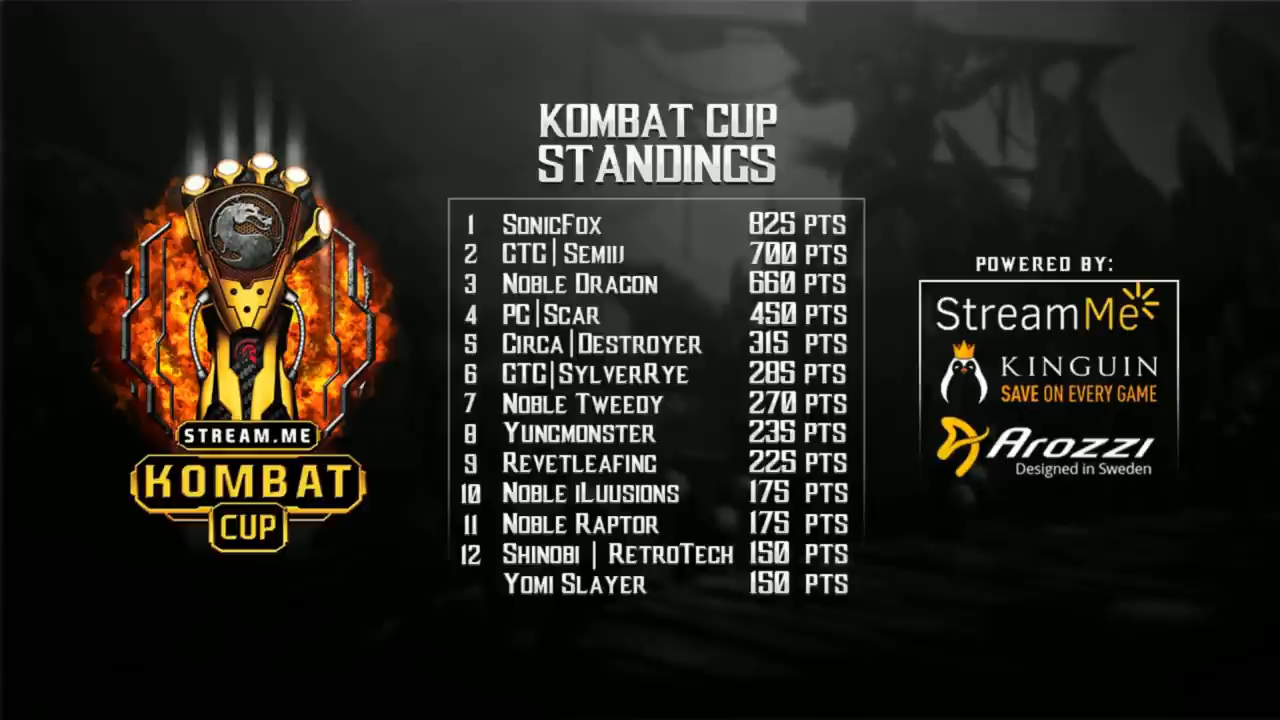 KOMBAT CUP
STANDINGS
1 SonicFox 825 PTS
2 CTC|Semiij 700 PTS
3 Noble Dragon 660 PTS
4 PG|Scar 450 PTS
5 Circa|Destroyer 315 PTS
6 CTC|SylverRye 285 PTS
7 Noble Tweedy 270 PTS
8 Yungmonster 235 PTS
9 Revetleafing 225 PTS
10 Noble iLuusions 175 PTS
11 Noble Raptor 175 PTS
12 Shinobi | RetroTech 150 PTS
Yomi Slayer 150 PTS
STREAM.ME
KOMBAT
CUP
POWERED BY:
StreamMe
KINGUIN
SAVE ON EVERY GAME
Arozzi
Designed in Sweden